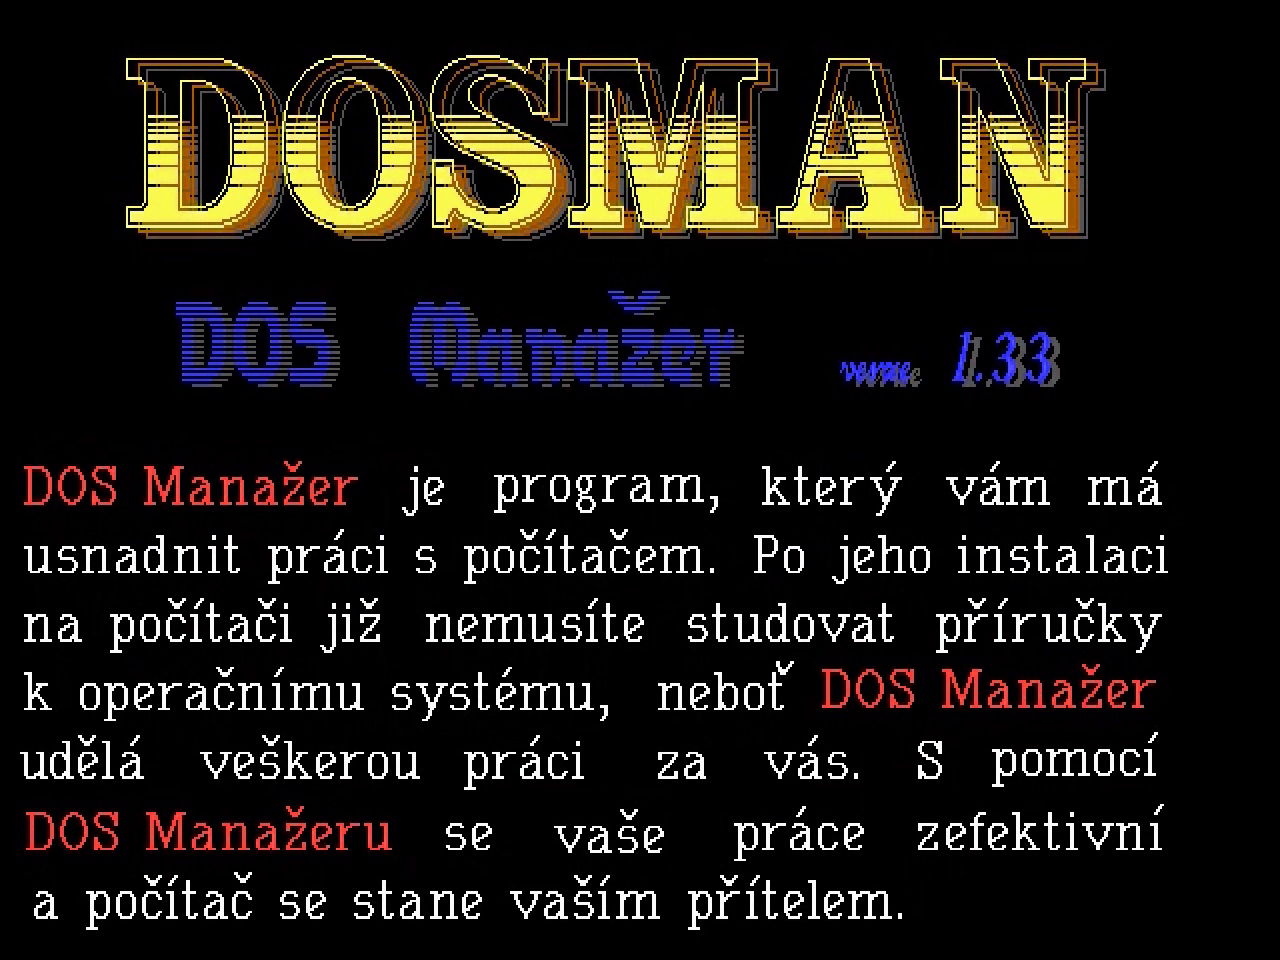 DOSMAN
DOS Manažer verze 1.33
DOS Manažer je program, který vám má
usnadnit práci s počítačem. Po jeho instalaci
na počítači již nemusíte studovat příručky
k operačnímu systému, neboť DOS Manažer
udělá veškerou práci za vás. S pomocí
DOS Manažeru se vaše práce zefektivní
a počítač se stane vaším přítelem.